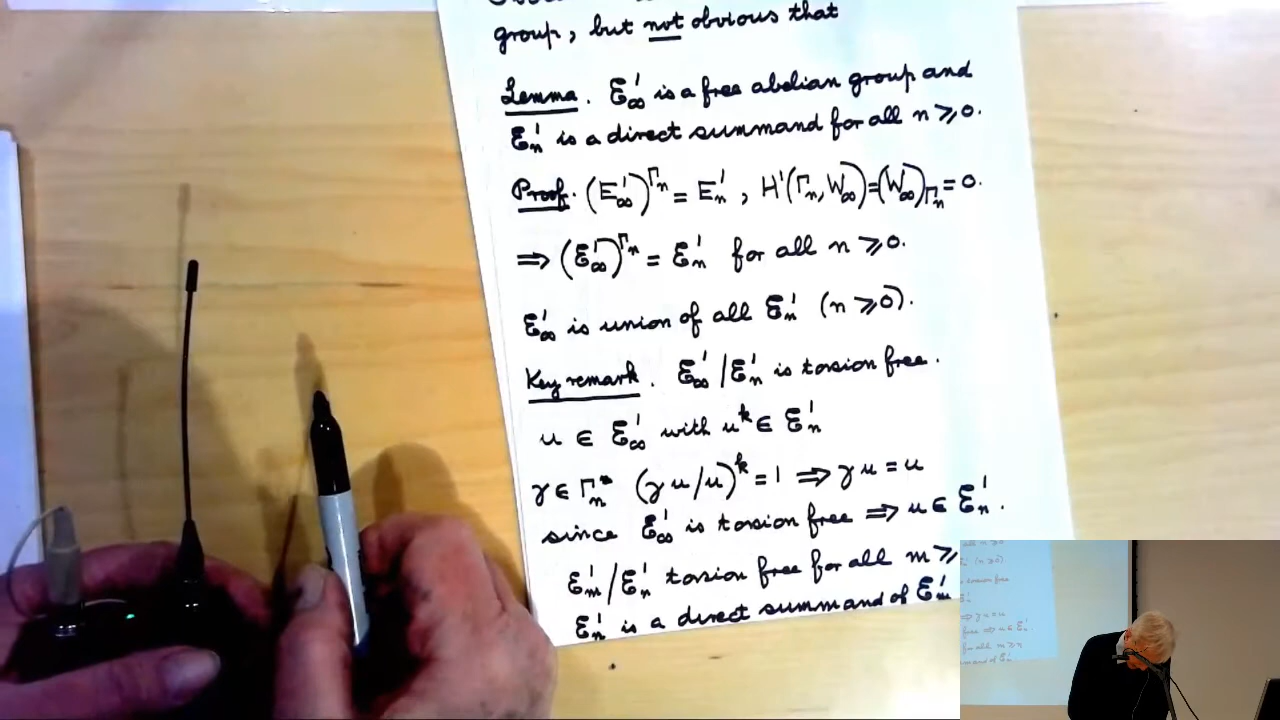 group, but not obvious that
Lemma. 𝓔'_∞ is a free abelian group and
𝓔'_n is a direct summand for all n ⩾ 0.
Proof. (E'_∞)^{Γ_n} = E'_n , H'(Γ_n, W_∞) = (W_∞)_{Γ_n} = 0.
⟹ (𝓔'_∞)^{Γ_n} = 𝓔'_n for all n ⩾ 0.
𝓔'_∞ is union of all 𝓔'_n (n ⩾ 0).
Key remark. 𝓔'_∞ / 𝓔'_n is torsion free.
u ∈ 𝓔'_∞ with u^k ∈ 𝓔'_n
γ ∈ Γ_n (γu/u)^k = 1 ⟹ γu = u
since 𝓔'_∞ is torsion free ⟹ u ∈ 𝓔'_n.
𝓔'_m / 𝓔'_n torsion free for all m ⩾
𝓔'_n is a direct summand of 𝓔'_m